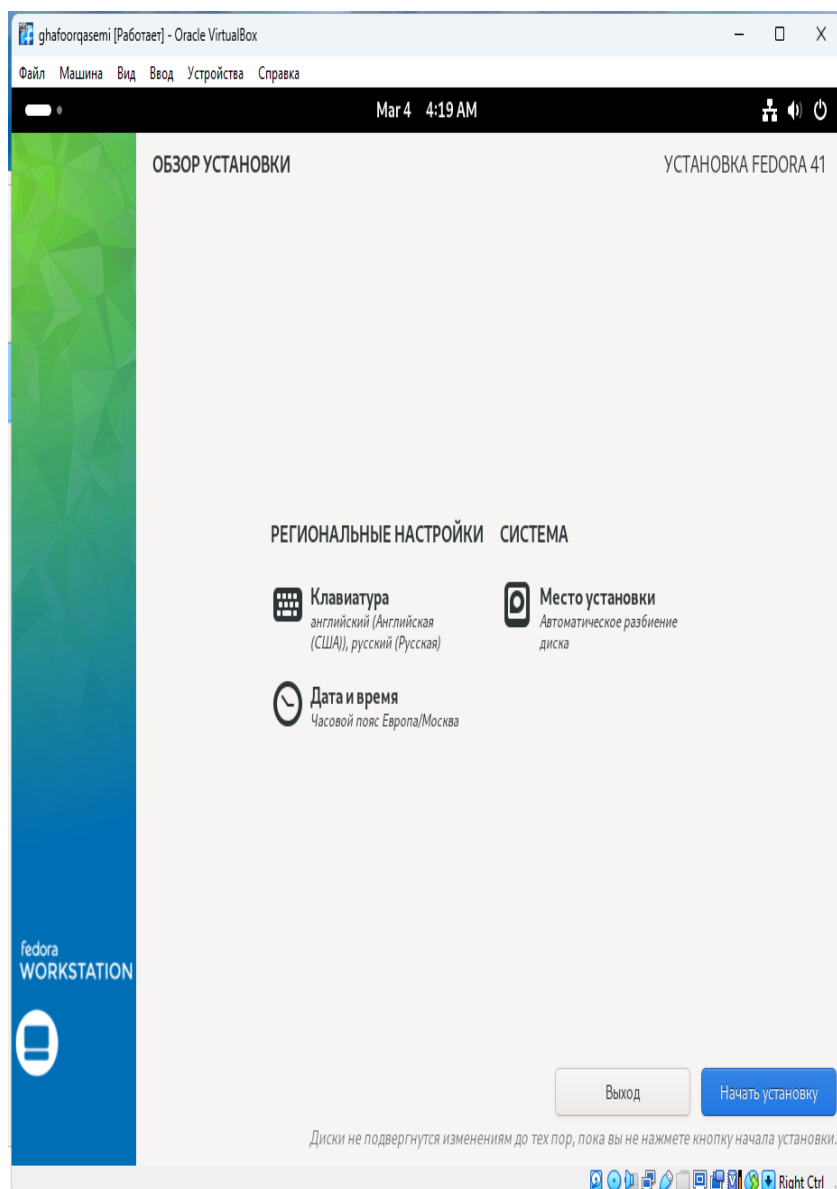 ghafoorqasemi [Работает] - Oracle VirtualBox
Файл Машина Вид Ввод Устройства Справка
Mar 4 4:19 AM
ОБЗОР УСТАНОВКИ
УСТАНОВКА FEDORA 41
РЕГИОНАЛЬНЫЕ НАСТРОЙКИ
Клавиатура
английский (Английская
(США)), русский (Русская)
Дата и время
Часовой пояс Европа/Москва
СИСТЕМА
Место установки
Автоматическое разбиение
диска
fedora
WORKSTATION
Выход
Начать установку
Диски не подвергнутся изменениям до тех пор, пока вы не нажмете кнопку начала установки.
Right Ctrl